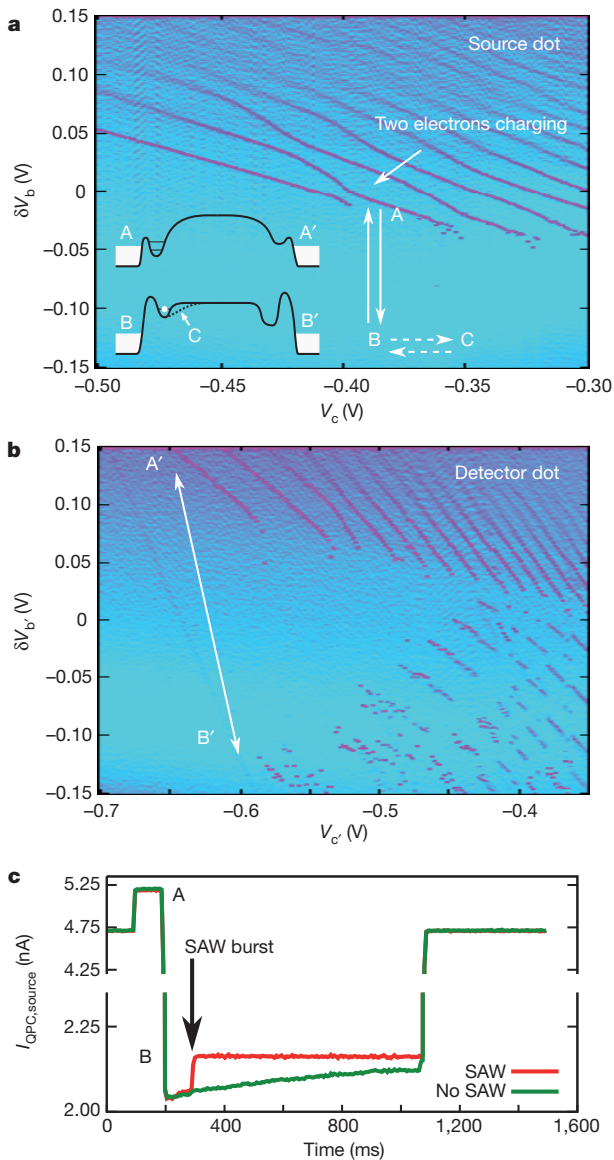 a
0.15
0.10
0.05
0
−0.05
−0.10
−0.15
δVb (V)
Source dot
Two electrons charging
A
A
A′
B
B′
C
B
C
−0.50
−0.45
−0.40
−0.35
−0.30
Vc (V)
b
0.15
0.10
0.05
0
−0.05
−0.10
−0.15
δVb′ (V)
A′
Detector dot
B′
−0.7
−0.6
−0.5
−0.4
Vc′ (V)
c
5.25
4.75
4.25
2.25
2.00
IQPC,source (nA)
A
SAW burst
B
SAW
No SAW
0
400
800
1,200
1,600
Time (ms)